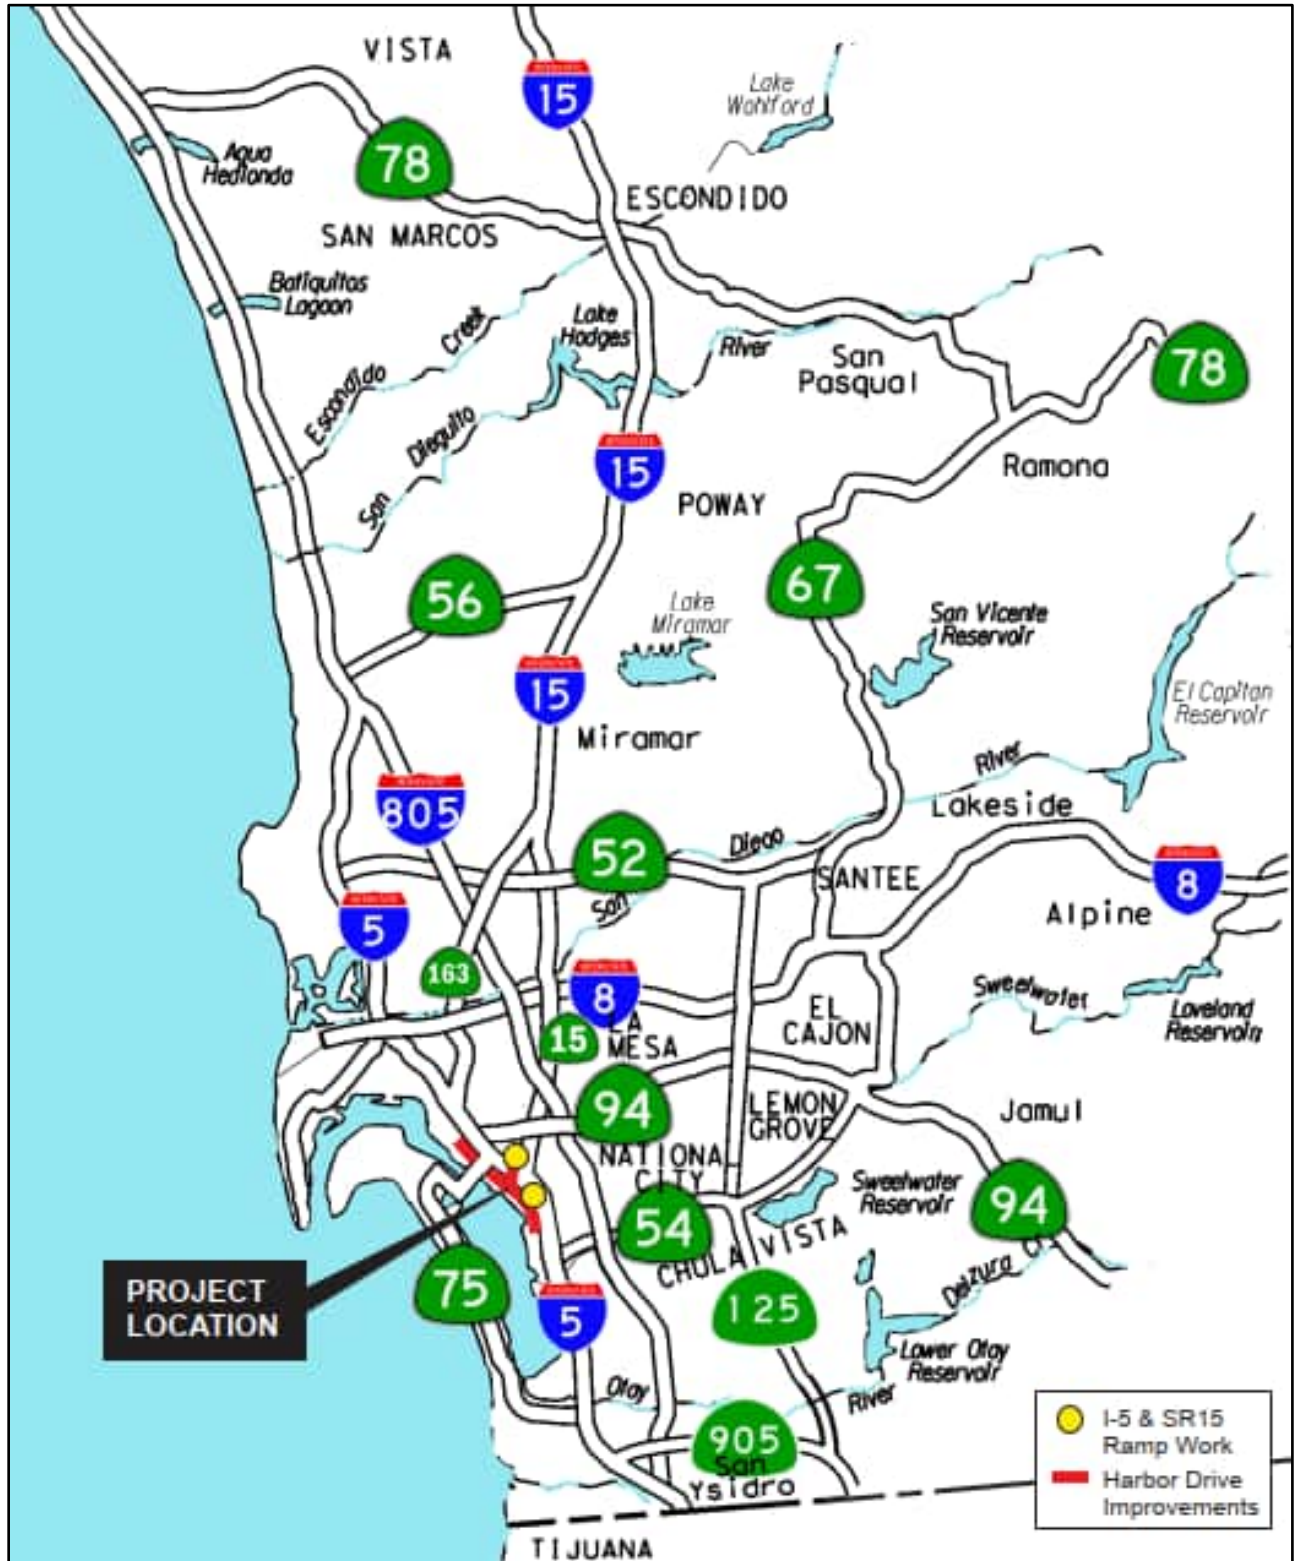 VISTA
15
Lake
Wohlford
Agua
Hedionda
78
ESCONDIDO
SAN MARCOS
Batiquitos
Lagoon
Escondido Creek
Lake
Hodges
San Dieguito River
San
Pasqual
78
15
Ramona
POWAY
56
67
Lake
Miramar
San Vicente
Reservoir
15
El Capitan
Reservoir
Miramar
805
River
Lakeside
52
Diego
SANTEE
8
San
5
Alpine
163
8
Sweetwater
EL
CAJON
Loveland
Reservoir
15
LA
MESA
94
LEMON
GROVE
Jamul
NATIONAL
CITY
Sweetwater
Reservoir
94
54
CHULA VISTA
PROJECT
LOCATION
75
5
125
Delzura Cr
Lower Otay
Reservoir
Otay
River
905
San
Ysidro
I-5 & SR15
Ramp Work
Harbor Drive
Improvements
TIJUANA